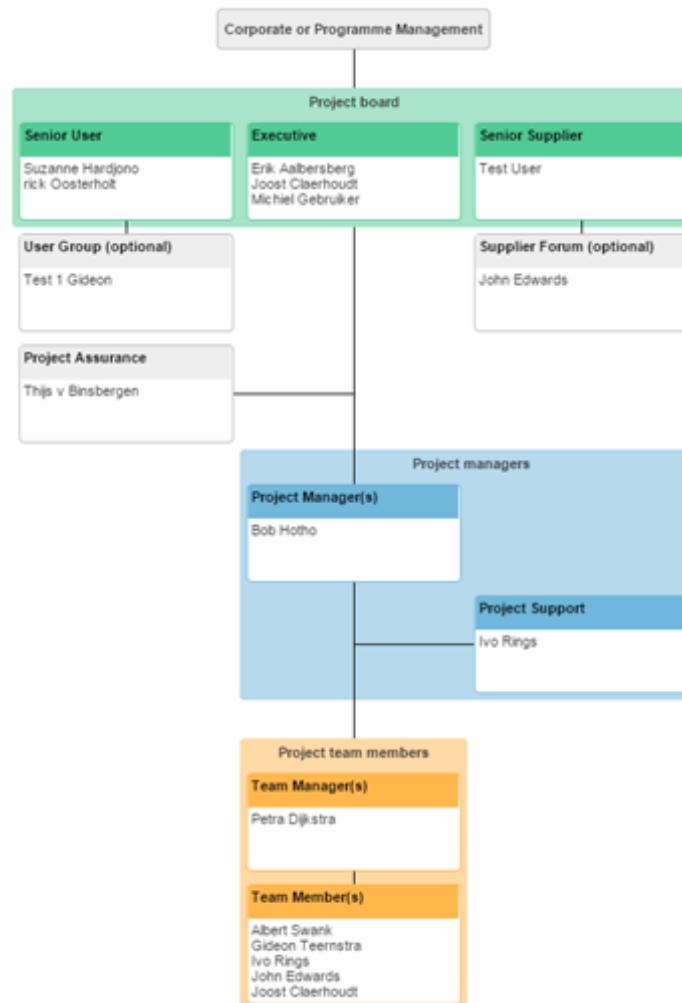 Corporate or Programme Management
Project board
Senior User
Suzanne Hardjono
rick Oosterholt
Executive
Erik Aalbersberg
Joost Claerhoudt
Michiel Gebruiker
Senior Supplier
Test User
User Group (optional)
Test 1 Gideon
Supplier Forum (optional)
John Edwards
Project Assurance
Thijs v Binsbergen
Project managers
Project Manager(s)
Bob Hotho
Project Support
Ivo Rings
Project team members
Team Manager(s)
Petra Dijkstra
Team Member(s)
Albert Swank
Gideon Teernstra
Ivo Rings
John Edwards
Joost Claerhoudt